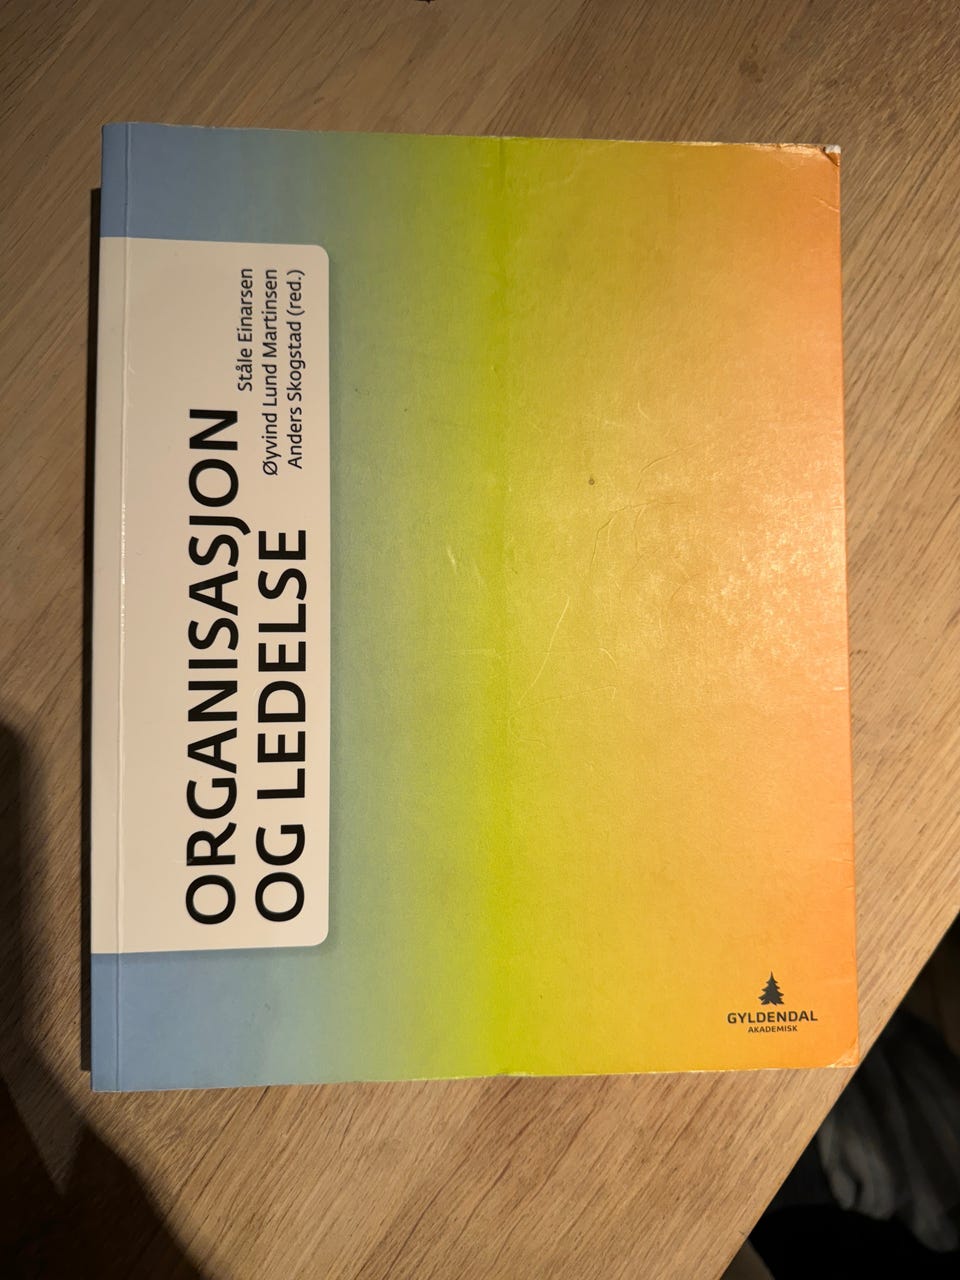 ORGANISASJON
OG LEDELSE
Ståle Einarsen
Øyvind Lund Martinsen
Anders Skogstad (red.)
GYLDENDAL
AKADEMISK